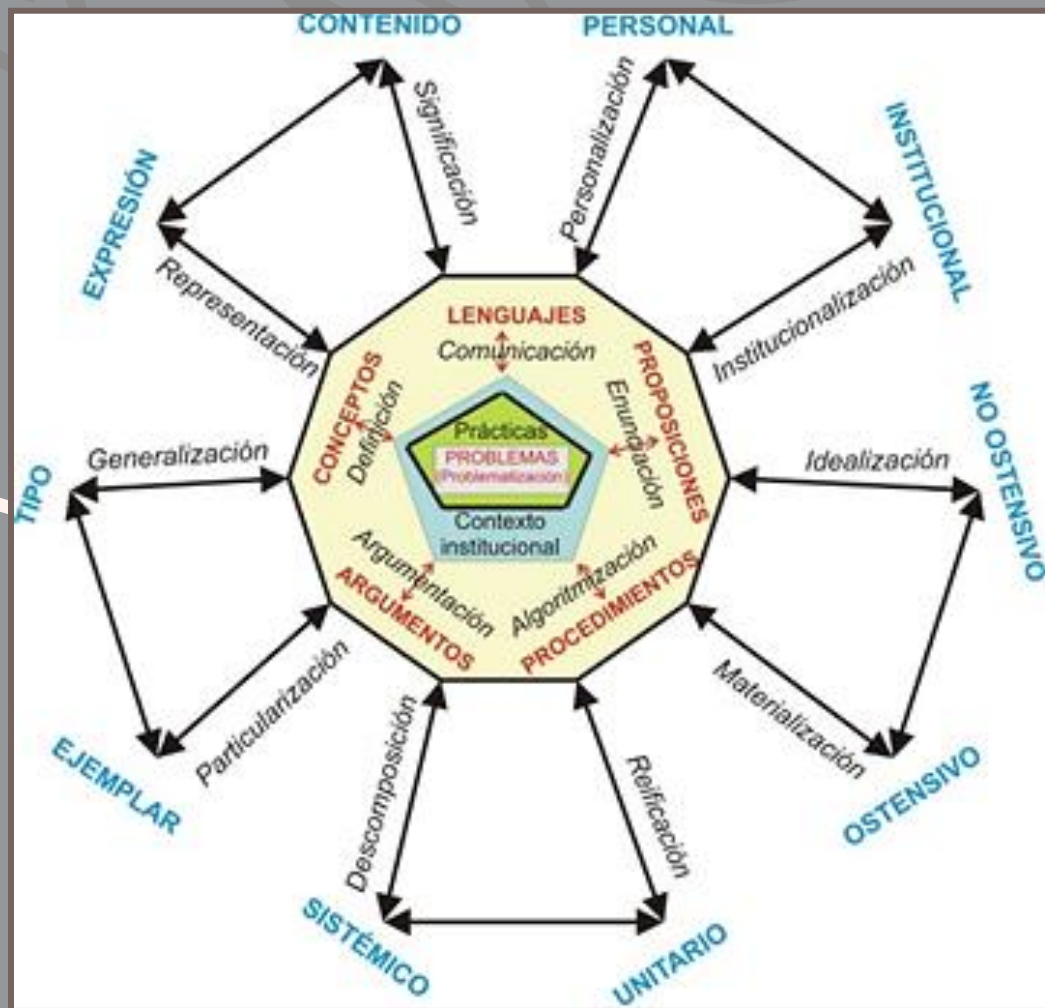 CONTENIDO
PERSONAL
Significación
Personalización
EXPRESIÓN
INSTITUCIONAL
Representación
Institucionalización
LENGUAJES
Comunicación
CONCEPTOS
Definición
PROPOSICIONES
Enunciación
Prácticas
PROBLEMAS
(Problematización)
Contexto
institucional
TIPO
Generalización
Idealización
NO OSTENSIVO
Argumentación
ARGUMENTOS
Algoritmización
PROCEDIMIENTOS
Particularización
EJEMPLAR
Materialización
OSTENSIVO
Descomposición
Reificación
SISTÉMICO
UNITARIO